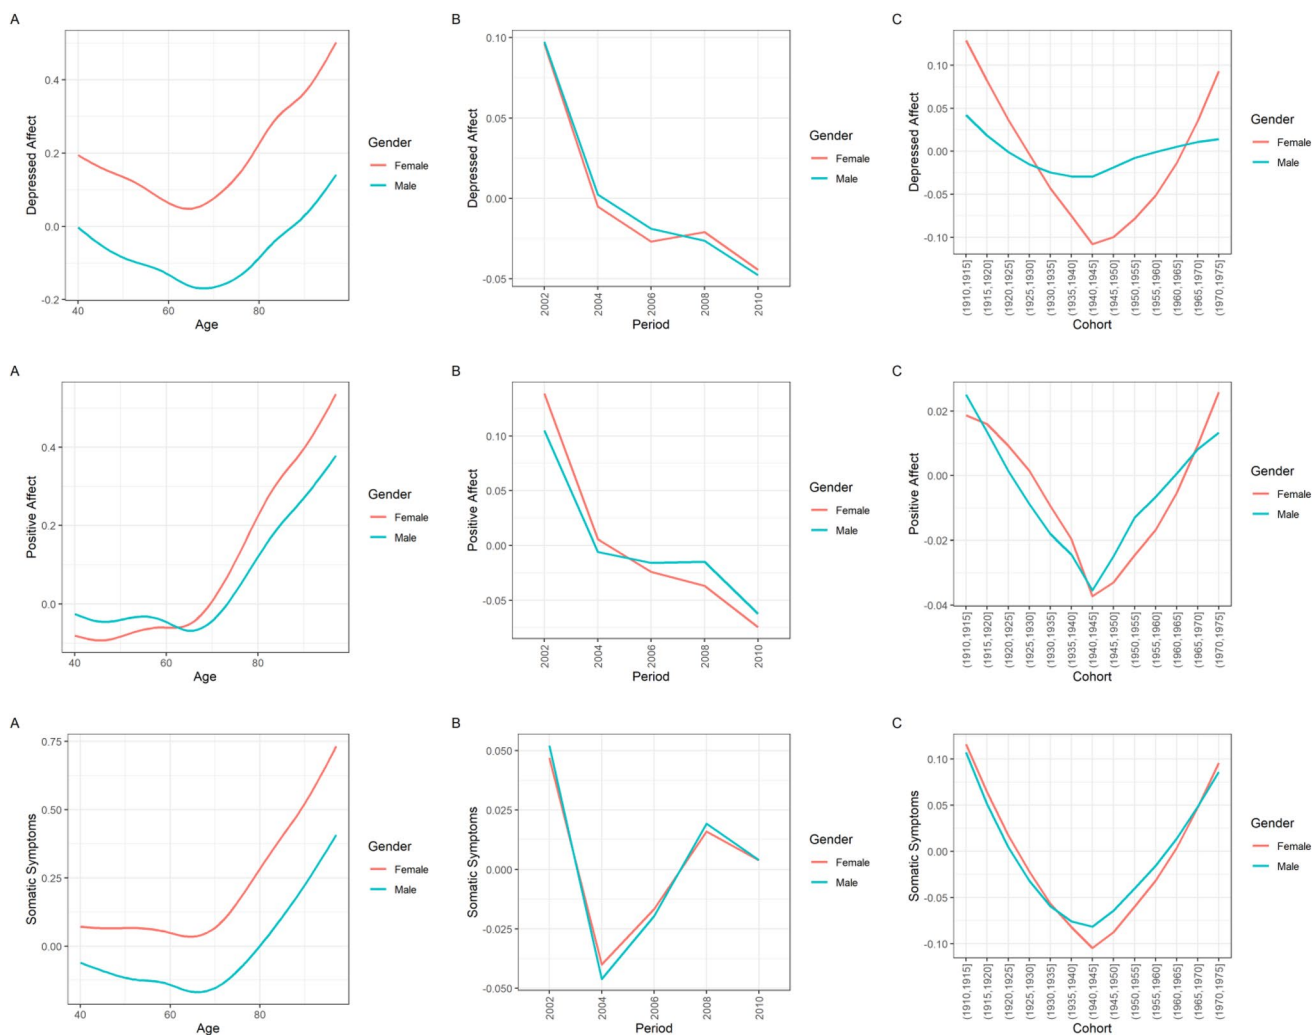 A
Depressed Affect
0.4
0.2
0.0
-0.2
40
60
80
Age
Gender
Female
Male
B
Depressed Affect
0.10
0.05
0.00
-0.05
2002
2004
2006
2008
2010
Period
Gender
Female
Male
C
Depressed Affect
0.10
0.05
0.00
-0.05
-0.10
(1910,1915]
(1915,1920]
(1920,1925]
(1925,1930]
(1930,1935]
(1935,1940]
(1940,1945]
(1945,1950]
(1950,1955]
(1955,1960]
(1960,1965]
(1965,1970]
(1970,1975]
Cohort
Gender
Female
Male
A
Positive Affect
0.4
0.2
0.0
40
60
80
Age
Gender
Female
Male
B
Positive Affect
0.10
0.05
0.00
-0.05
2002
2004
2006
2008
2010
Period
Gender
Female
Male
C
Positive Affect
0.02
0.00
-0.02
-0.04
(1910,1915]
(1915,1920]
(1920,1925]
(1925,1930]
(1930,1935]
(1935,1940]
(1940,1945]
(1945,1950]
(1950,1955]
(1955,1960]
(1960,1965]
(1965,1970]
(1970,1975]
Cohort
Gender
Female
Male
A
Somatic Symptoms
0.75
0.50
0.25
0.00
40
60
80
Age
Gender
Female
Male
B
Somatic Symptoms
0.050
0.025
0.000
-0.025
-0.050
2002
2004
2006
2008
2010
Period
Gender
Female
Male
C
Somatic Symptoms
0.10
0.05
0.00
-0.05
-0.10
(1910,1915]
(1915,1920]
(1920,1925]
(1925,1930]
(1930,1935]
(1935,1940]
(1940,1945]
(1945,1950]
(1950,1955]
(1955,1960]
(1960,1965]
(1965,1970]
(1970,1975]
Cohort
Gender
Female
Male